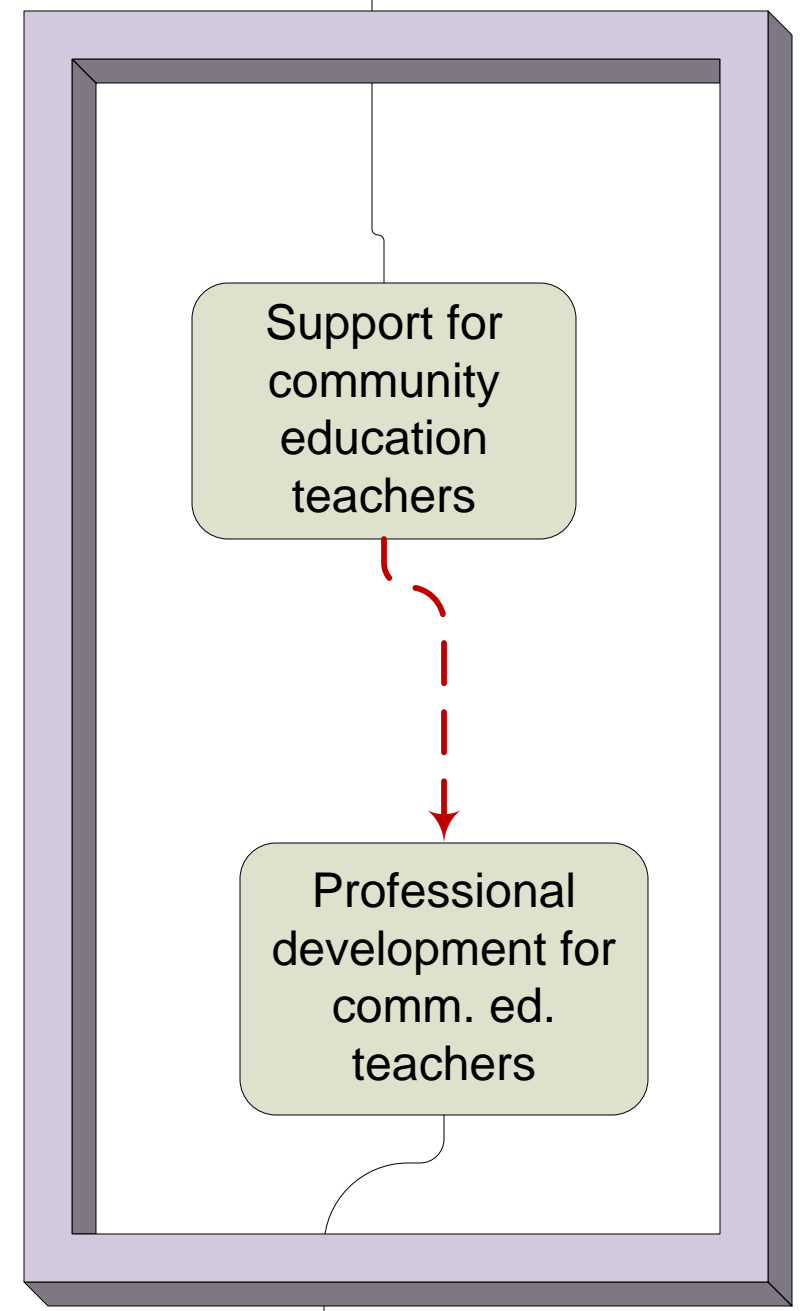 Support for
community
education
teachers
Professional
development for
comm. ed.
teachers